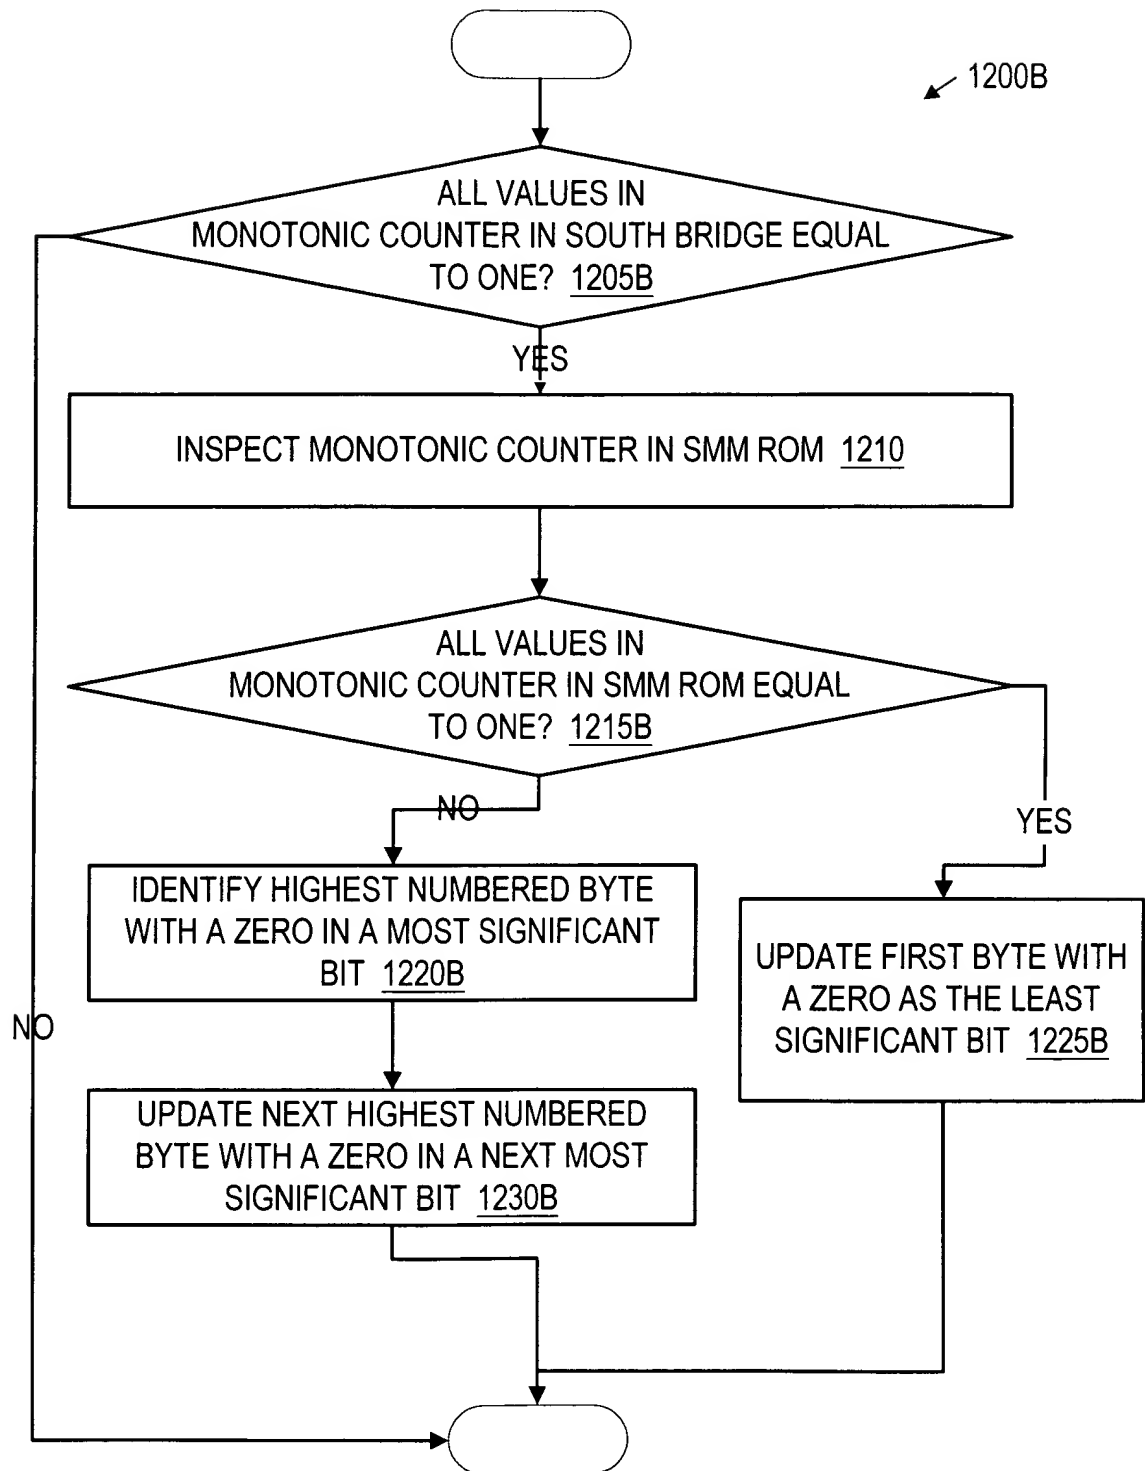 1200B
ALL VALUES IN
MONOTONIC COUNTER IN SOUTH BRIDGE EQUAL
TO ONE? 1205B
YES
INSPECT MONOTONIC COUNTER IN SMM ROM 1210
ALL VALUES IN
MONOTONIC COUNTER IN SMM ROM EQUAL
TO ONE? 1215B
NO
YES
IDENTIFY HIGHEST NUMBERED BYTE
WITH A ZERO IN A MOST SIGNIFICANT
BIT 1220B
UPDATE FIRST BYTE WITH
A ZERO AS THE LEAST
SIGNIFICANT BIT 1225B
NO
UPDATE NEXT HIGHEST NUMBERED
BYTE WITH A ZERO IN A NEXT MOST
SIGNIFICANT BIT 1230B